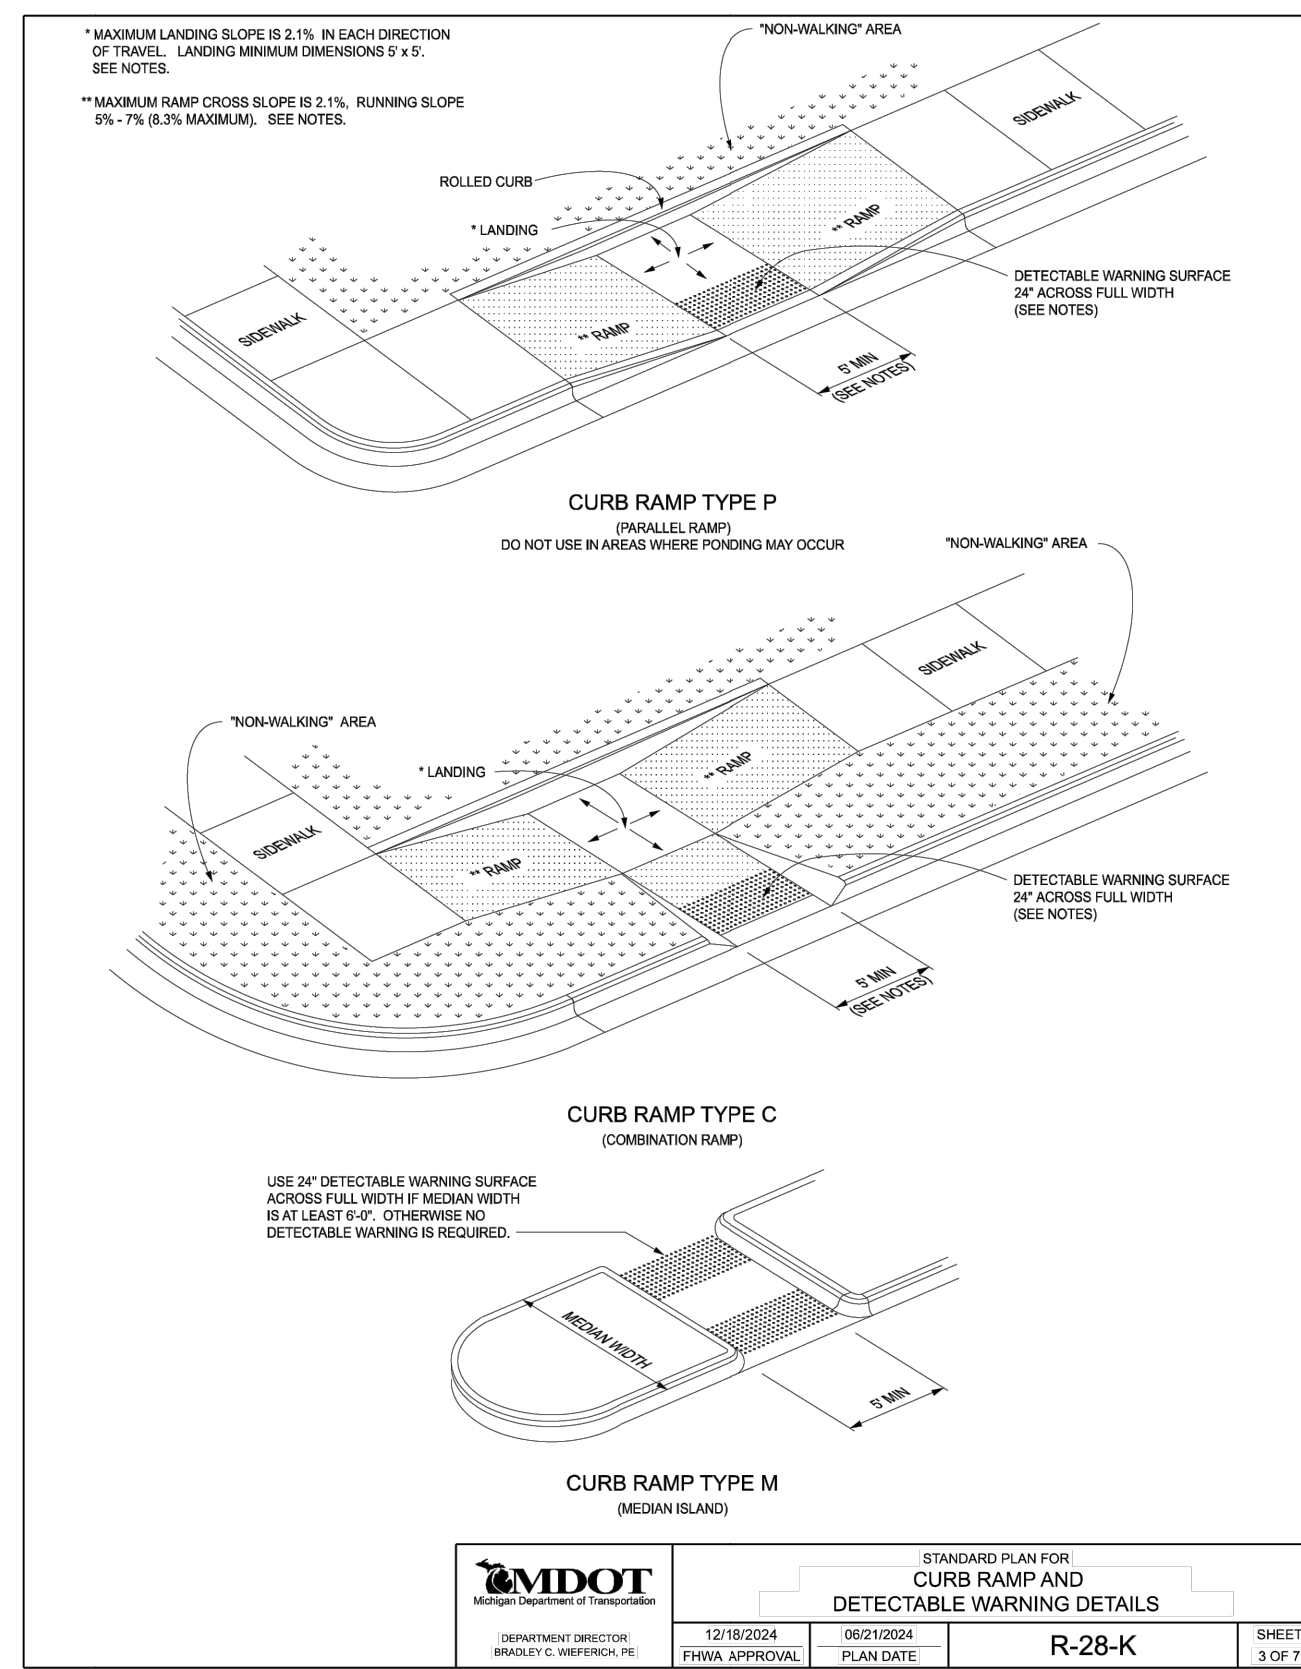 * MAXIMUM LANDING SLOPE IS 2.1% IN EACH DIRECTION
OF TRAVEL. LANDING MINIMUM DIMENSIONS 5' x 5'.
SEE NOTES.
** MAXIMUM RAMP CROSS SLOPE IS 2.1%, RUNNING SLOPE
5% - 7% (8.3% MAXIMUM). SEE NOTES.
"NON-WALKING" AREA
SIDEWALK
ROLLED CURB
* LANDING
** RAMP
DETECTABLE WARNING SURFACE
24" ACROSS FULL WIDTH
(SEE NOTES)
SIDEWALK
** RAMP
5' MIN
(SEE NOTES)
CURB RAMP TYPE P
(PARALLEL RAMP)
DO NOT USE IN AREAS WHERE PONDING MAY OCCUR
"NON-WALKING" AREA
SIDEWALK
"NON-WALKING" AREA
* LANDING
** RAMP
SIDEWALK
** RAMP
DETECTABLE WARNING SURFACE
24" ACROSS FULL WIDTH
(SEE NOTES)
5' MIN
(SEE NOTES)
CURB RAMP TYPE C
(COMBINATION RAMP)
USE 24" DETECTABLE WARNING SURFACE
ACROSS FULL WIDTH IF MEDIAN WIDTH
IS AT LEAST 6'-0". OTHERWISE NO
DETECTABLE WARNING IS REQUIRED.
MEDIAN WIDTH
5' MIN
CURB RAMP TYPE M
(MEDIAN ISLAND)
MDOT
Michigan Department of Transportation
DEPARTMENT DIRECTOR
BRADLEY C. WIEFERICH, PE
STANDARD PLAN FOR
CURB RAMP AND
DETECTABLE WARNING DETAILS
12/18/2024
FHWA APPROVAL
06/21/2024
PLAN DATE
R-28-K
SHEET
3 OF 7